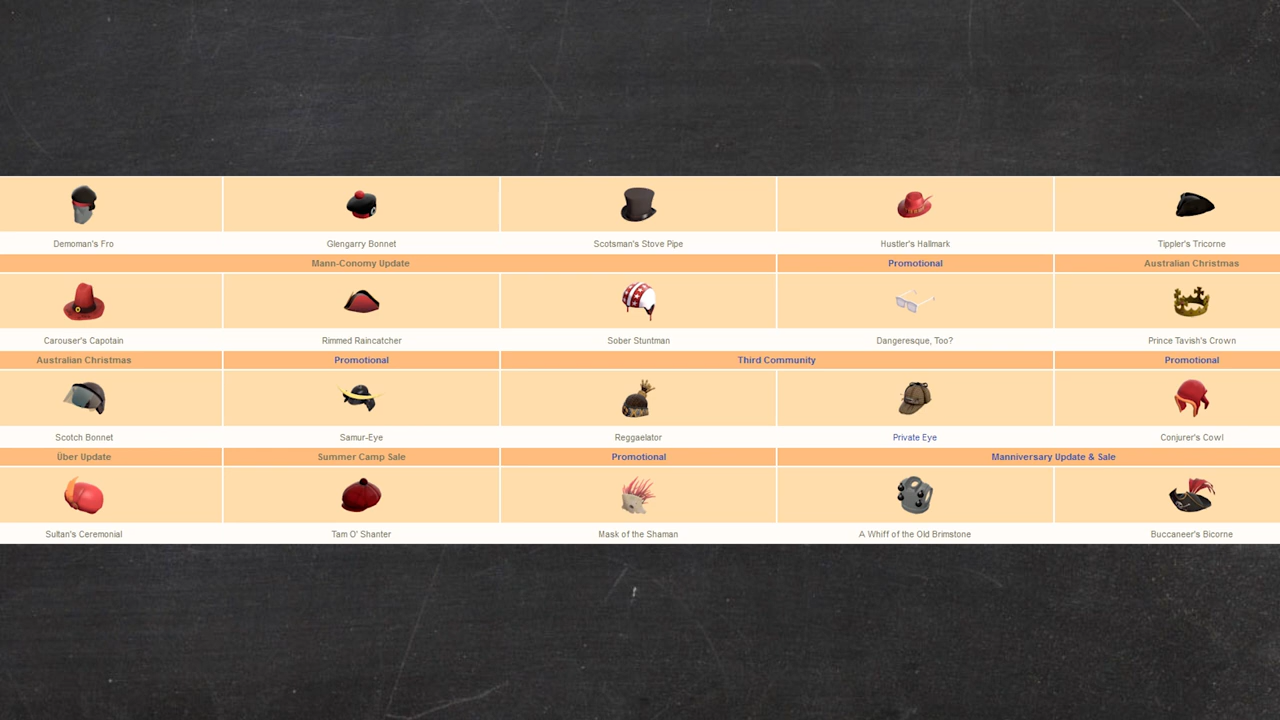 Demoman's Fro Glengarry Bonnet Scotsman's Stove Pipe Hustler's Hallmark Tippler's Tricorne
Mann-Conomy Update Promotional Australian Christmas
Carouser's Capotain Rimmed Raincatcher Sober Stuntman Dangeresque, Too? Prince Tavish's Crown
Australian Christmas Promotional Third Community Promotional
Scotch Bonnet Samur-Eye Reggaelator Private Eye Conjurer's Cowl
Über Update Summer Camp Sale Promotional Manniversary Update & Sale
Sultan's Ceremonial Tam O' Shanter Mask of the Shaman A Whiff of the Old Brimstone Buccaneer's Bicorne